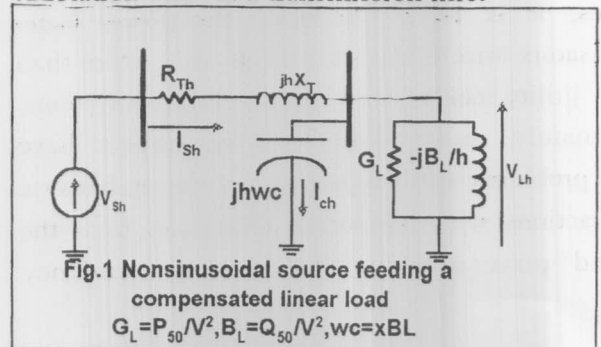 R_Th
jhX_T
I_Sh
G_L
-jB_L/h
V_Lh
V_Sh
jhwc
I_ch
Fig.1 Nonsinusoidal source feeding a
compensated linear load
G_L=P_50/V²,B_L=Q_50/V²,wc=xBL